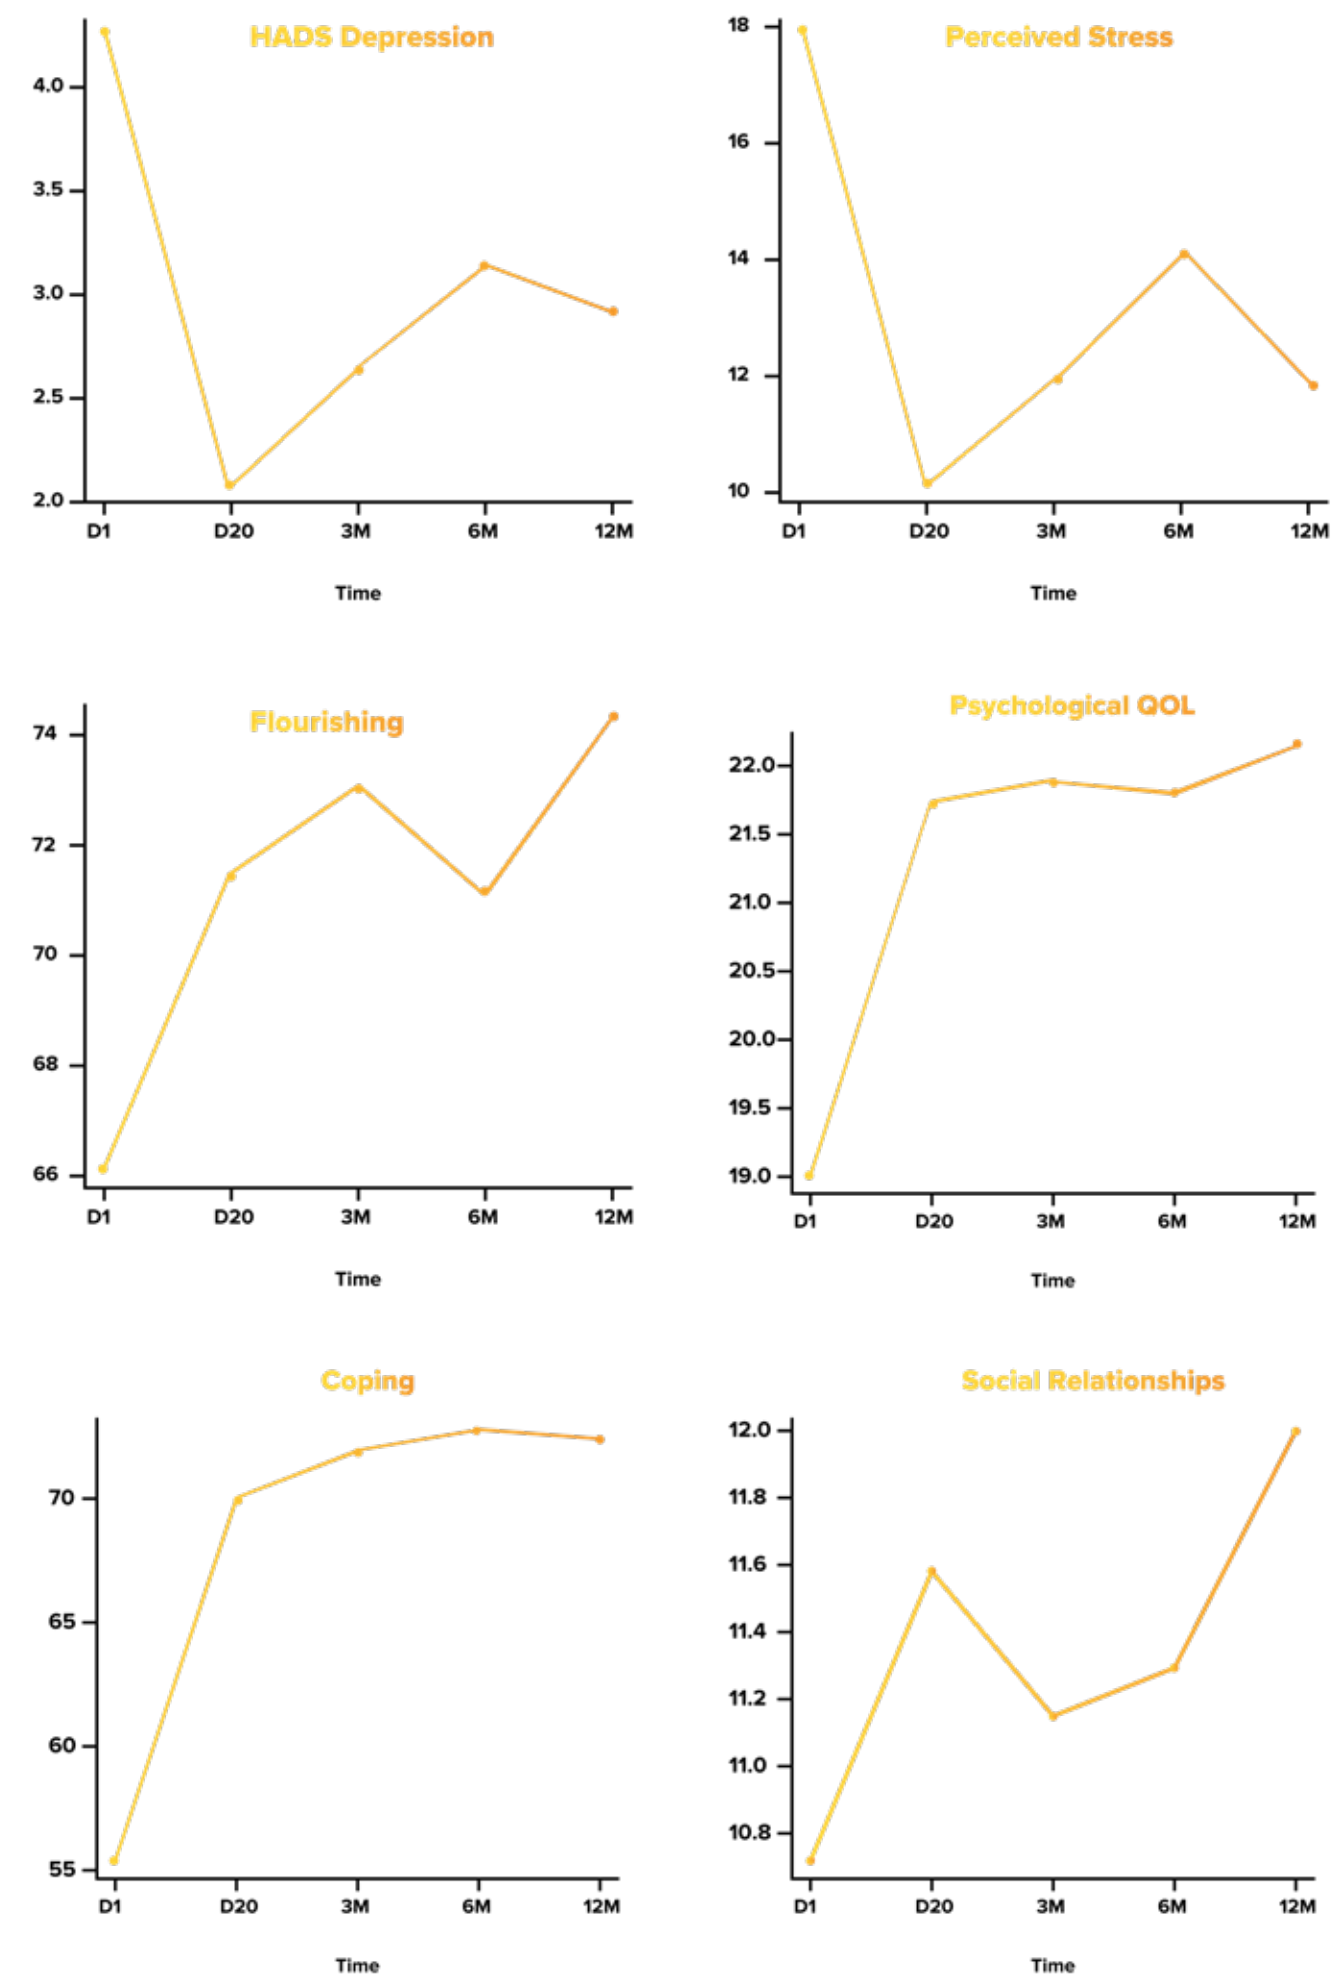 HADS Depression
4.0
3.5
3.0
2.5
2.0
D1 D20 3M 6M 12M
Time
Perceived Stress
18
16
14
12
10
D1 D20 3M 6M 12M
Time
Flourishing
74
72
70
68
66
D1 D20 3M 6M 12M
Time
Psychological QOL
22.0
21.5
21.0
20.5
20.0
19.5
19.0
D1 D20 3M 6M 12M
Time
Coping
70
65
60
55
D1 D20 3M 6M 12M
Time
Social Relationships
12.0
11.8
11.6
11.4
11.2
11.0
10.8
D1 D20 3M 6M 12M
Time